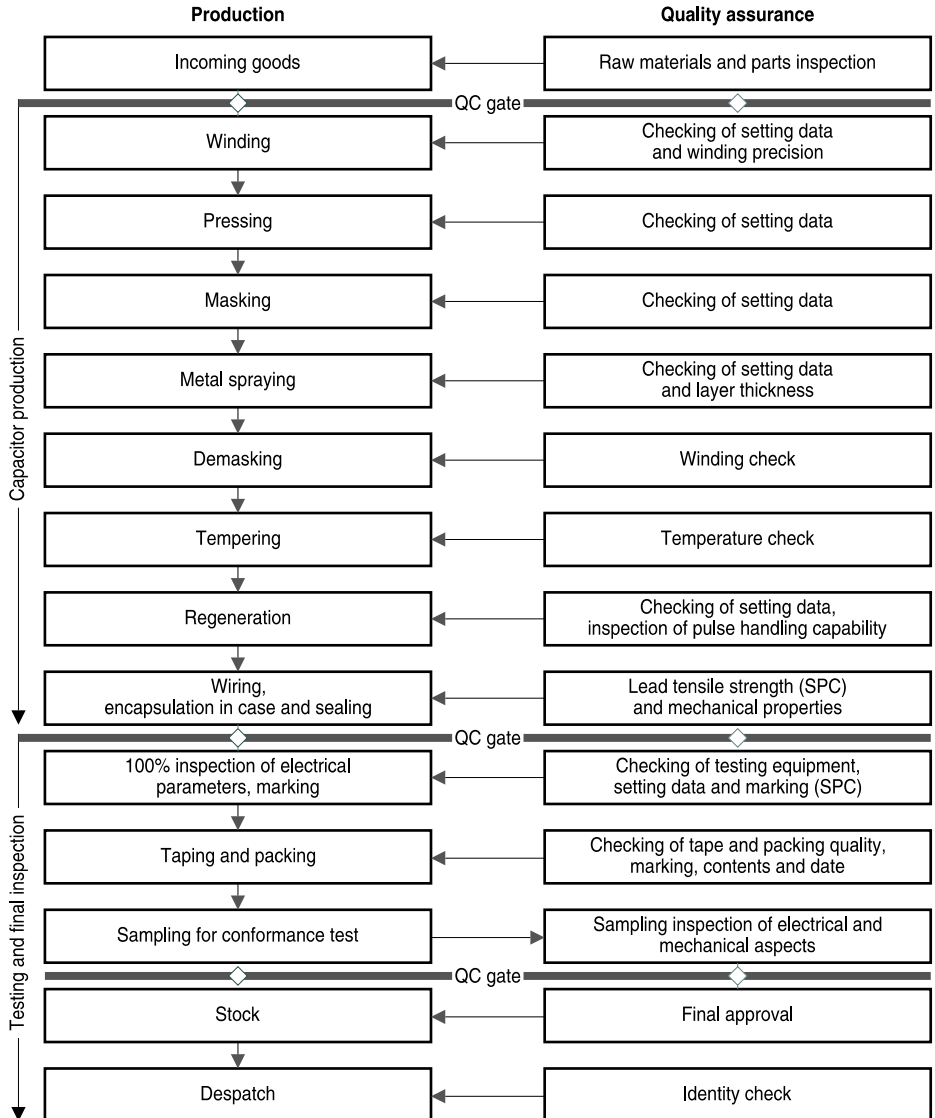 Production
Quality assurance
Incoming goods
Raw materials and parts inspection
QC gate
Winding
Checking of setting data
and winding precision
Pressing
Checking of setting data
Masking
Checking of setting data
Metal spraying
Checking of setting data
and layer thickness
Demasking
Winding check
Tempering
Temperature check
Regeneration
Checking of setting data,
inspection of pulse handling capability
Wiring,
encapsulation in case and sealing
Lead tensile strength (SPC)
and mechanical properties
Capacitor production
QC gate
100% inspection of electrical
parameters, marking
Checking of testing equipment,
setting data and marking (SPC)
Taping and packing
Checking of tape and packing quality,
marking, contents and date
Sampling for conformance test
Sampling inspection of electrical and
mechanical aspects
QC gate
Stock
Final approval
Despatch
Identity check
Testing and final inspection